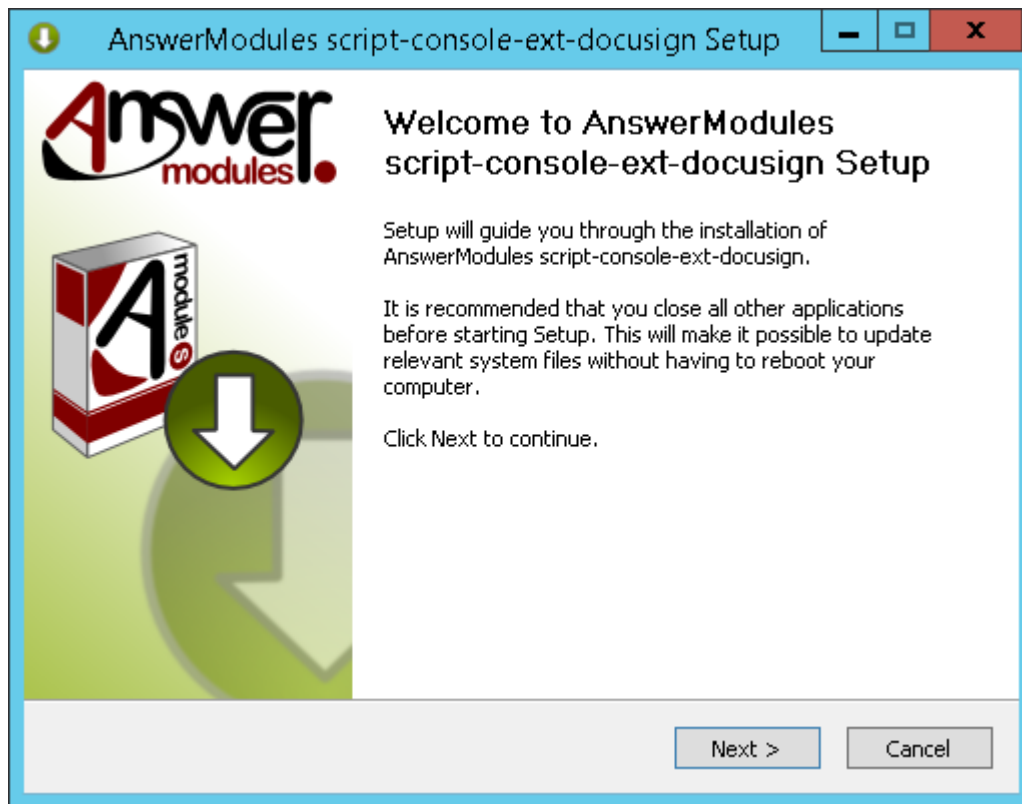 AnswerModules script-console-ext-docusign Setup
Answer
modules
Welcome to AnswerModules
script-console-ext-docusign Setup
Setup will guide you through the installation of
AnswerModules script-console-ext-docusign.
It is recommended that you close all other applications
before starting Setup. This will make it possible to update
relevant system files without having to reboot your
computer.
Click Next to continue.
A
modules
Next >
Cancel